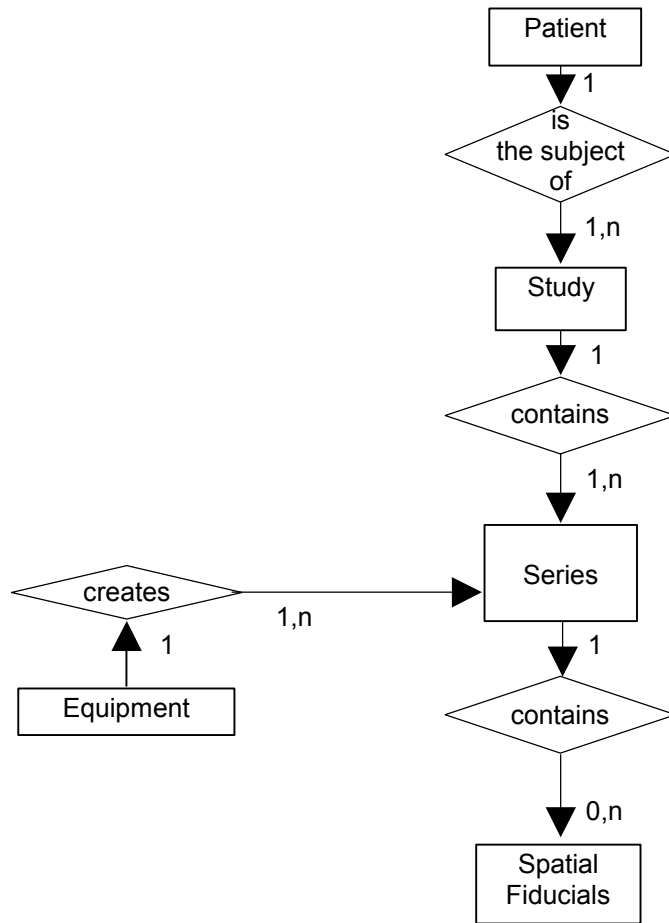 Patient
1
is
the subject
of
1,n
Study
1
contains
1,n
Series
creates
1,n
1
Equipment
1
contains
0,n
Spatial
Fiducials